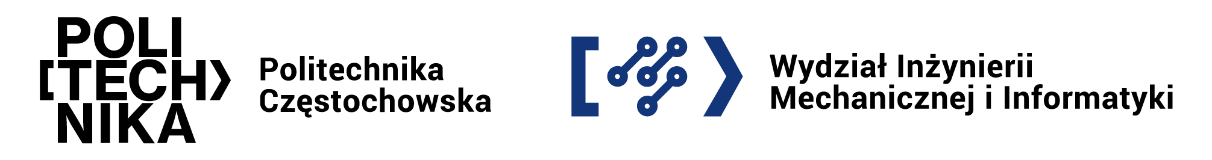 POLI
[TECH⟩
NIKA
Politechnika
Częstochowska
Wydział Inżynierii
Mechanicznej i Informatyki